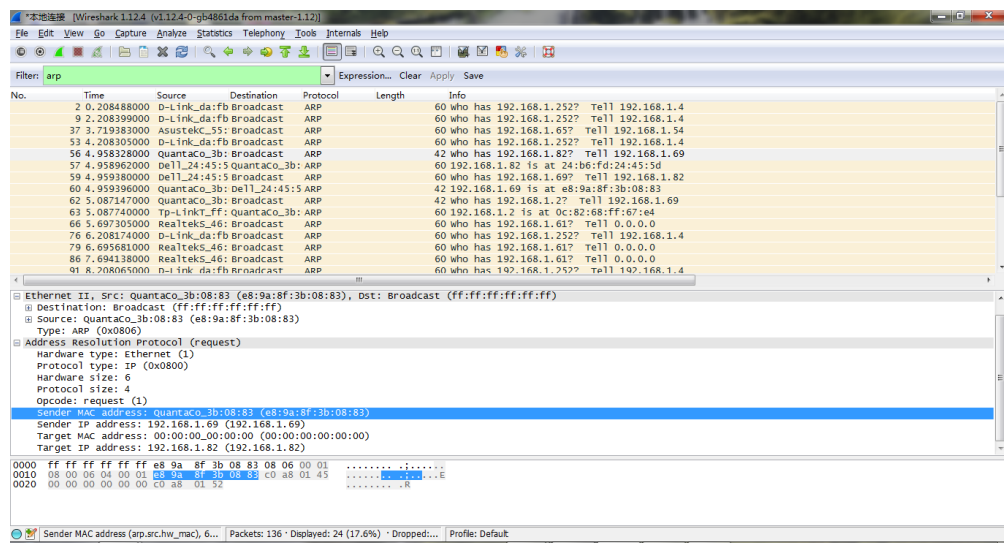 *本地连接 [Wireshark 1.12.4 (v1.12.4-0-gb4861da from master-1.12)]
File Edit View Go Capture Analyze Statistics Telephony Tools Internals Help
Filter: arp Expression... Clear Apply Save
No. Time Source Destination Protocol Length Info
2 0.208488000 D-Link_da:fb Broadcast ARP 60 Who has 192.168.1.252? Tell 192.168.1.4
9 2.208399000 D-Link_da:fb Broadcast ARP 60 Who has 192.168.1.252? Tell 192.168.1.4
37 3.719383000 AsustekC_55: Broadcast ARP 60 Who has 192.168.1.65? Tell 192.168.1.54
53 4.208305000 D-Link_da:fb Broadcast ARP 60 Who has 192.168.1.252? Tell 192.168.1.4
56 4.958328000 QuantaCo_3b: Broadcast ARP 42 Who has 192.168.1.82? Tell 192.168.1.69
57 4.958962000 Dell_24:45:5 QuantaCo_3b: ARP 60 192.168.1.82 is at 24:b6:fd:24:45:5d
59 4.959380000 Dell_24:45:5 Broadcast ARP 60 Who has 192.168.1.69? Tell 192.168.1.82
60 4.959396000 QuantaCo_3b: Dell_24:45:5 ARP 42 192.168.1.69 is at e8:9a:8f:3b:08:83
62 5.087147000 QuantaCo_3b: Broadcast ARP 42 Who has 192.168.1.2? Tell 192.168.1.69
63 5.087740000 Tp-LinkT_ff: QuantaCo_3b: ARP 60 192.168.1.2 is at 0c:82:68:ff:67:e4
66 5.697305000 RealtekS_46: Broadcast ARP 60 Who has 192.168.1.61? Tell 0.0.0.0
76 6.208174000 D-Link_da:fb Broadcast ARP 60 Who has 192.168.1.252? Tell 192.168.1.4
79 6.695681000 RealtekS_46: Broadcast ARP 60 Who has 192.168.1.61? Tell 0.0.0.0
86 7.694138000 RealtekS_46: Broadcast ARP 60 Who has 192.168.1.61? Tell 0.0.0.0
91 8.208065000 D-Link_da:fb Broadcast ARP 60 Who has 192.168.1.252? Tell 192.168.1.4
Ethernet II, Src: QuantaCo_3b:08:83 (e8:9a:8f:3b:08:83), Dst: Broadcast (ff:ff:ff:ff:ff:ff)
Destination: Broadcast (ff:ff:ff:ff:ff:ff)
Source: QuantaCo_3b:08:83 (e8:9a:8f:3b:08:83)
Type: ARP (0x0806)
Address Resolution Protocol (request)
Hardware type: Ethernet (1)
Protocol type: IP (0x0800)
Hardware size: 6
Protocol size: 4
Opcode: request (1)
Sender MAC address: QuantaCo_3b:08:83 (e8:9a:8f:3b:08:83)
Sender IP address: 192.168.1.69 (192.168.1.69)
Target MAC address: 00:00:00_00:00:00 (00:00:00:00:00:00)
Target IP address: 192.168.1.82 (192.168.1.82)
0000 ff ff ff ff ff ff e8 9a 8f 3b 08 83 08 06 00 01 ........ .;......
0010 08 00 06 04 00 01 e8 9a 8f 3b 08 83 c0 a8 01 45 ........ .;.....E
0020 00 00 00 00 00 00 c0 a8 01 52 ........ .R
Sender MAC address (arp.src.hw_mac), 6... Packets: 136 · Displayed: 24 (17.6%) · Dropped:... Profile: Default